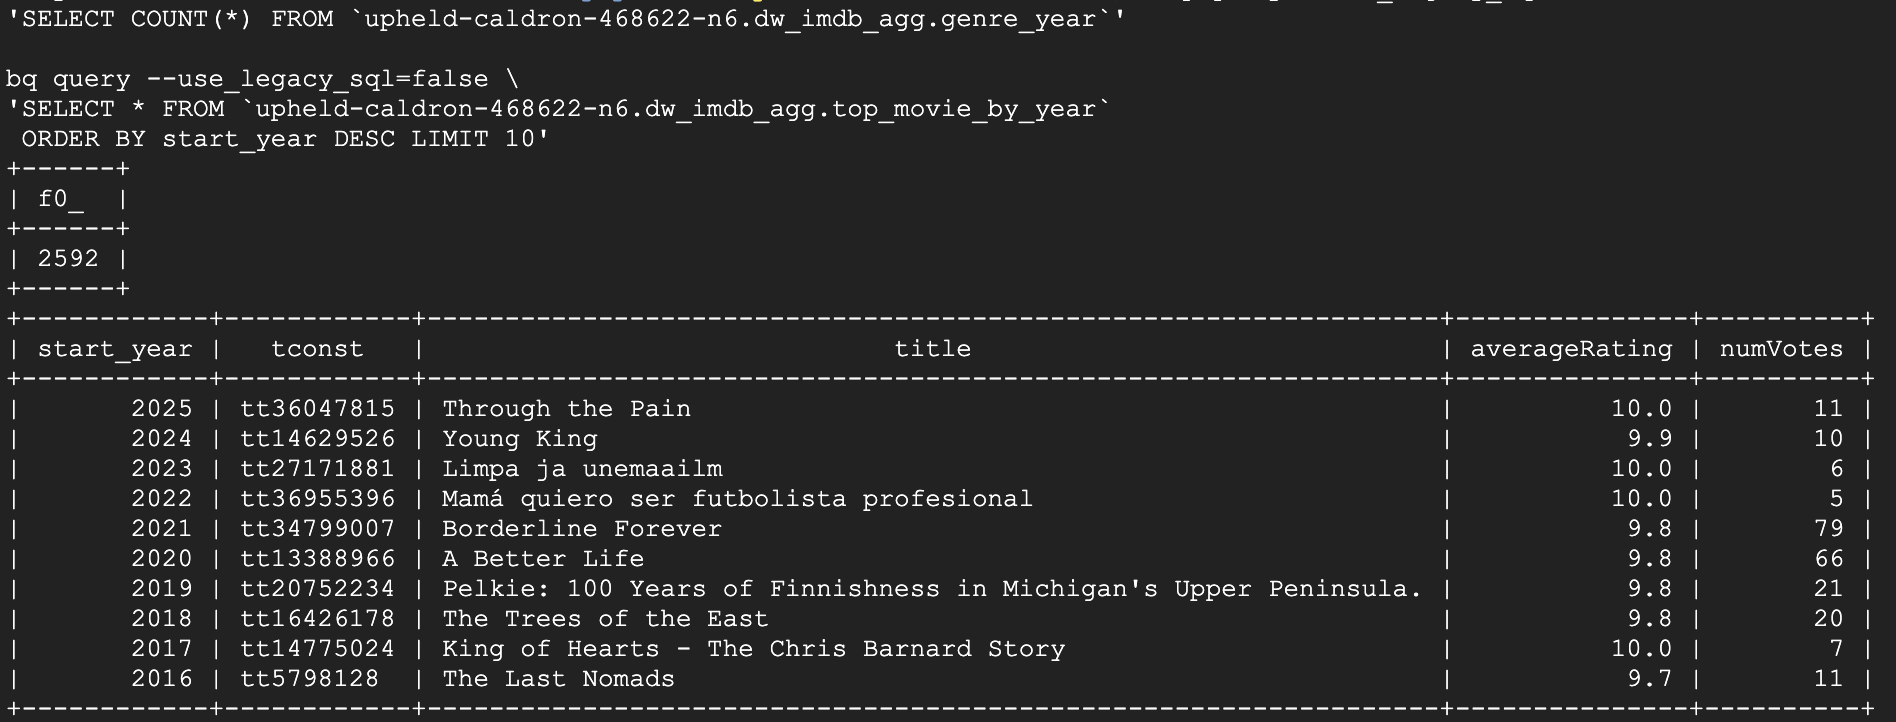 'SELECT COUNT(*) FROM `upheld-caldron-468622-n6.dw_imdb_agg.genre_year`'
bq query --use_legacy_sql=false \
'SELECT * FROM `upheld-caldron-468622-n6.dw_imdb_agg.top_movie_by_year`
 ORDER BY start_year DESC LIMIT 10'
+------+
| f0_  |
+------+
| 2592 |
+------+
+------------+------------+-----------------------------------------------------------------+---------------+----------+
| start_year |   tconst   |                              title                              | averageRating | numVotes |
+------------+------------+-----------------------------------------------------------------+---------------+----------+
|       2025 | tt36047815 | Through the Pain                                                |          10.0 |       11 |
|       2024 | tt14629526 | Young King                                                      |           9.9 |       10 |
|       2023 | tt27171881 | Limpa ja unemaailm                                              |          10.0 |        6 |
|       2022 | tt36955396 | Mamá quiero ser futbolista profesional                          |          10.0 |        5 |
|       2021 | tt34799007 | Borderline Forever                                              |           9.8 |       79 |
|       2020 | tt13388966 | A Better Life                                                   |           9.8 |       66 |
|       2019 | tt20752234 | Pelkie: 100 Years of Finnishness in Michigan's Upper Peninsula. |           9.8 |       21 |
|       2018 | tt16426178 | The Trees of the East                                           |           9.8 |       20 |
|       2017 | tt14775024 | King of Hearts - The Chris Barnard Story                        |          10.0 |        7 |
|       2016 | tt5798128  | The Last Nomads                                                 |           9.7 |       11 |
+------------+------------+-----------------------------------------------------------------+---------------+----------+